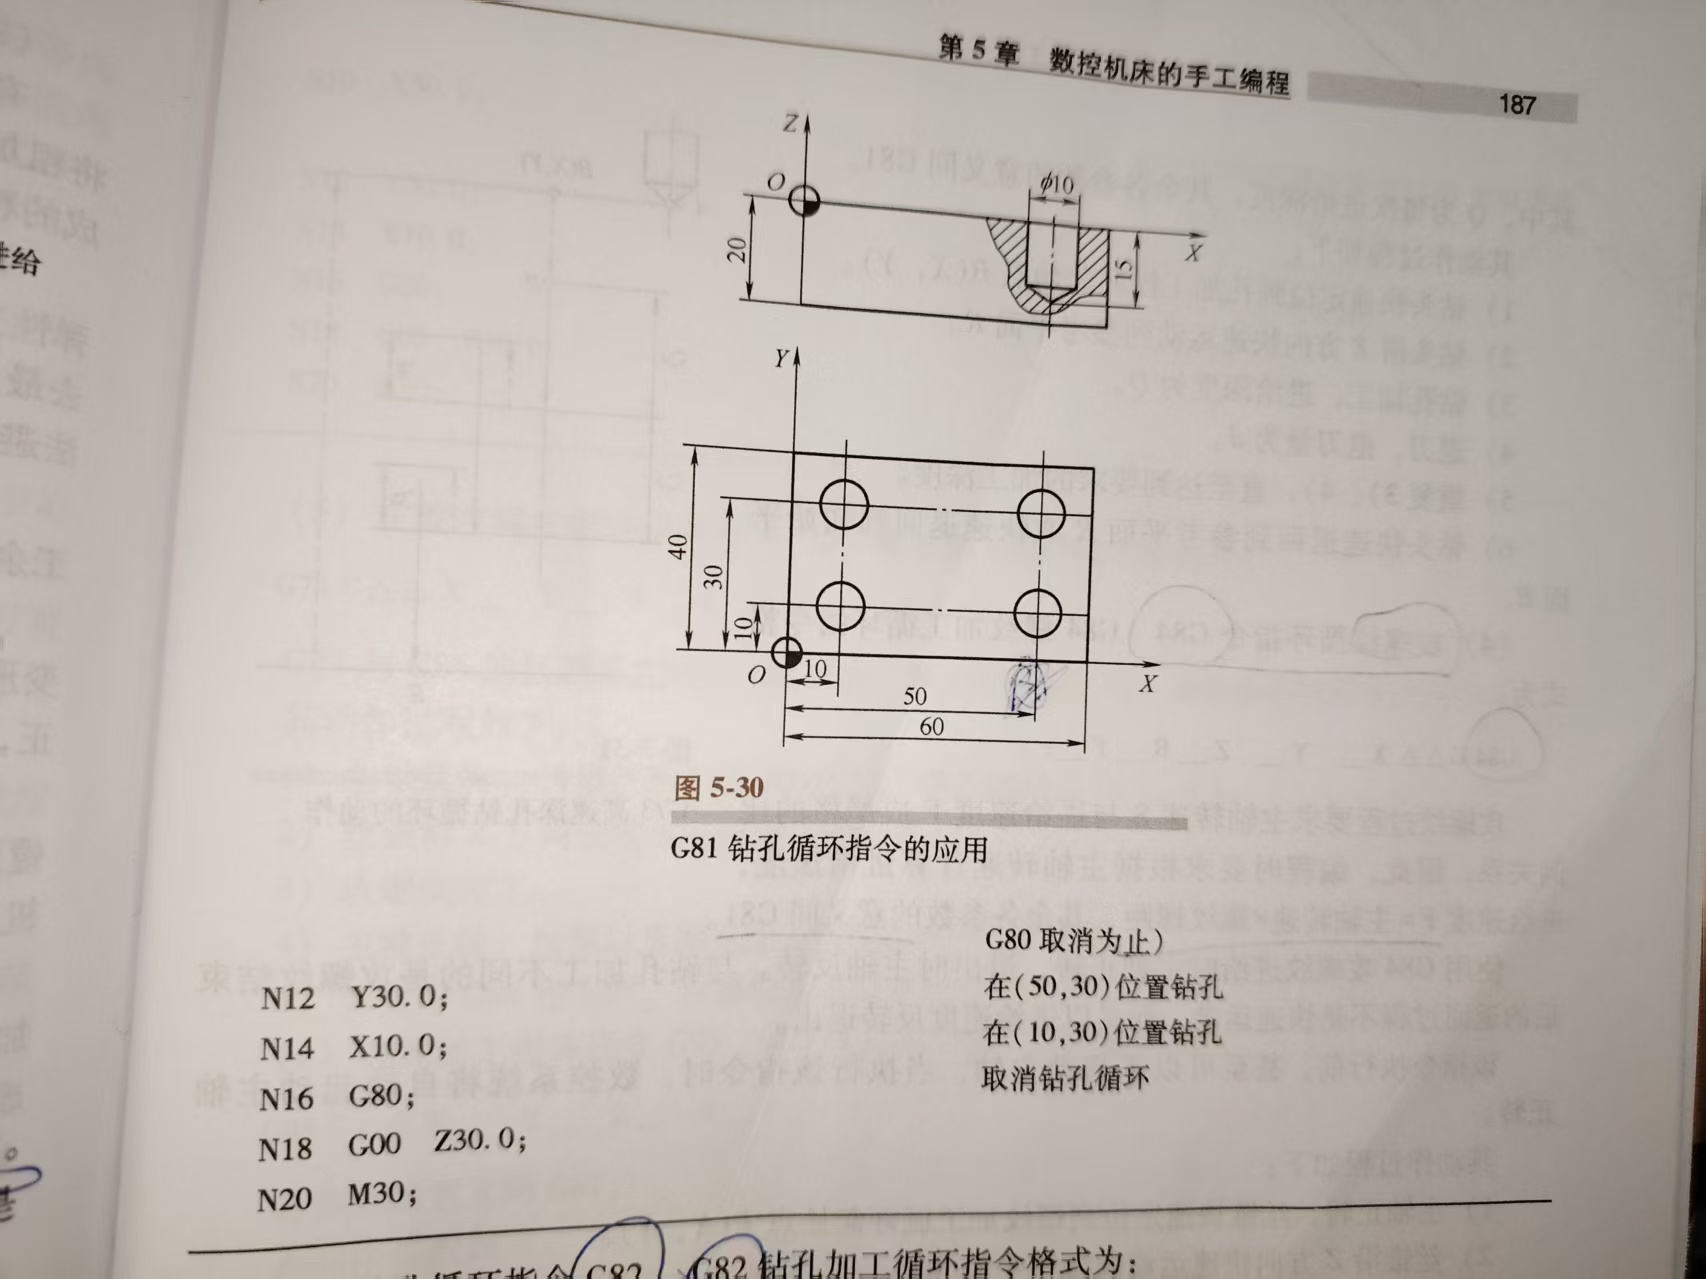 第5章 数控机床的手工编程
187
Z
O
φ10
20
15
X
Y
40
30
10
O
10
X
50
60
图 5-30
G81 钻孔循环指令的应用
G80 取消为止)
N12 Y30.0; 在(50,30)位置钻孔
N14 X10.0; 在(10,30)位置钻孔
N16 G80; 取消钻孔循环
N18 G00 Z30.0;
N20 M30;
循环指令 G82 G82 钻孔加工循环指令格式为:
进给